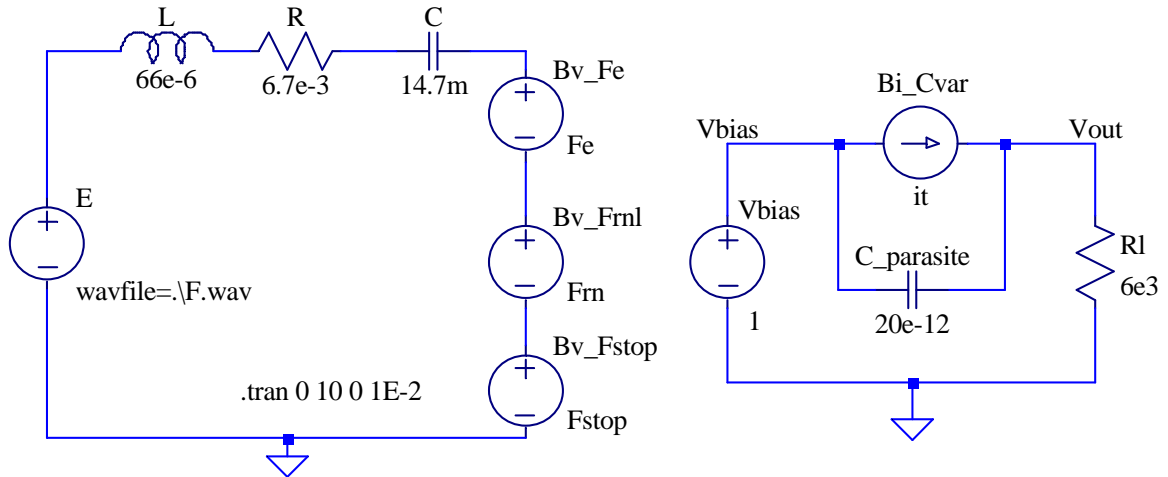 L
R
C
66e-6
6.7e-3
14.7m
Bv_Fe
Fe
E
wavfile=.\F.wav
Bv_Frnl
Frn
Bv_Fstop
Fstop
.tran 0 10 0 1E-2
Bi_Cvar
Vbias
Vout
it
Vbias
1
C_parasite
20e-12
Rl
6e3